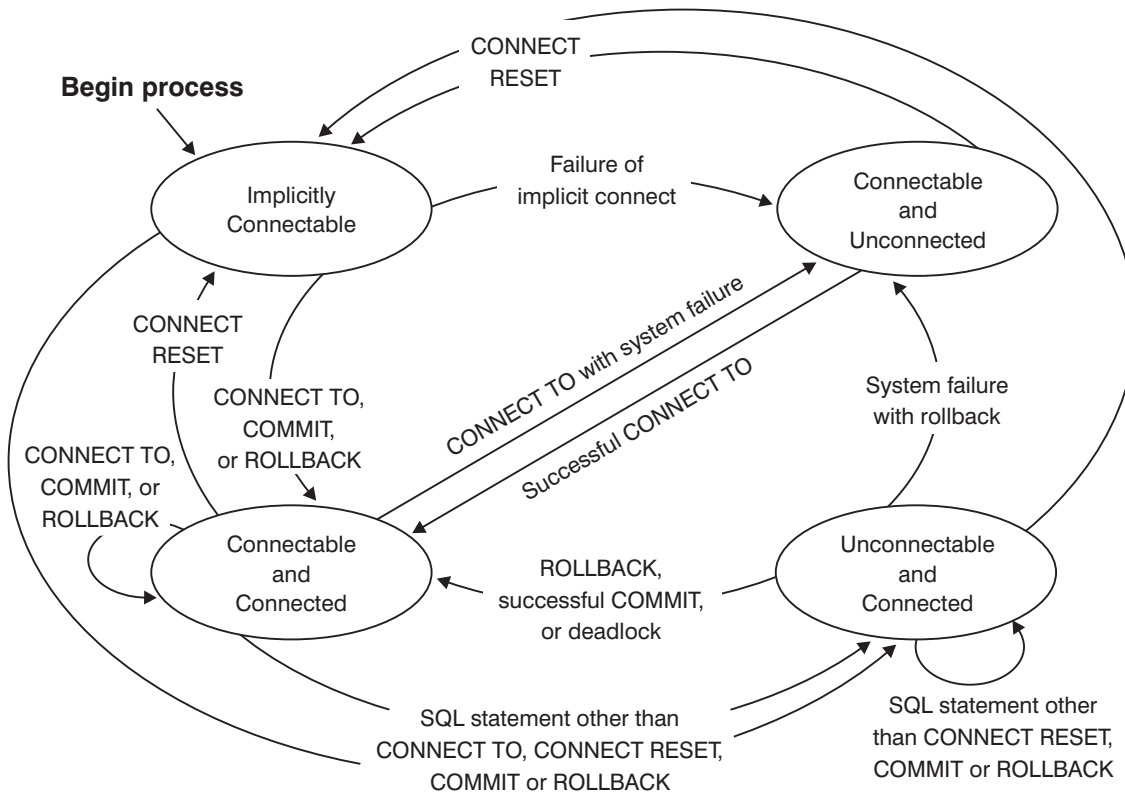 CONNECT
RESET
Begin process
Implicitly
Connectable
Failure of
implicit connect
Connectable
and
Unconnected
CONNECT
RESET
CONNECT TO,
COMMIT,
or ROLLBACK
CONNECT TO with system failure
Successful CONNECT TO
System failure
with rollback
CONNECT TO,
COMMIT, or
ROLLBACK
Connectable
and
Connected
ROLLBACK,
successful COMMIT,
or deadlock
Unconnectable
and
Connected
SQL statement other than
CONNECT TO, CONNECT RESET,
COMMIT or ROLLBACK
SQL statement other
than CONNECT RESET,
COMMIT or ROLLBACK